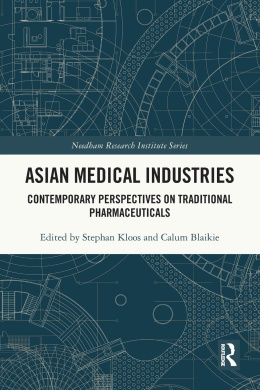 Needham Research Institute Series
ASIAN MEDICAL INDUSTRIES
CONTEMPORARY PERSPECTIVES ON TRADITIONAL
PHARMACEUTICALS
Edited by Stephan Kloos and Calum Blaikie
R
ROUTLEDGE